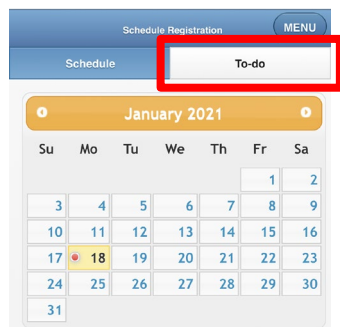 Schedule Registration MENU
Schedule To-do
January 2021
Su Mo Tu We Th Fr Sa
1 2
3 4 5 6 7 8 9
10 11 12 13 14 15 16
17 18 19 20 21 22 23
24 25 26 27 28 29 30
31